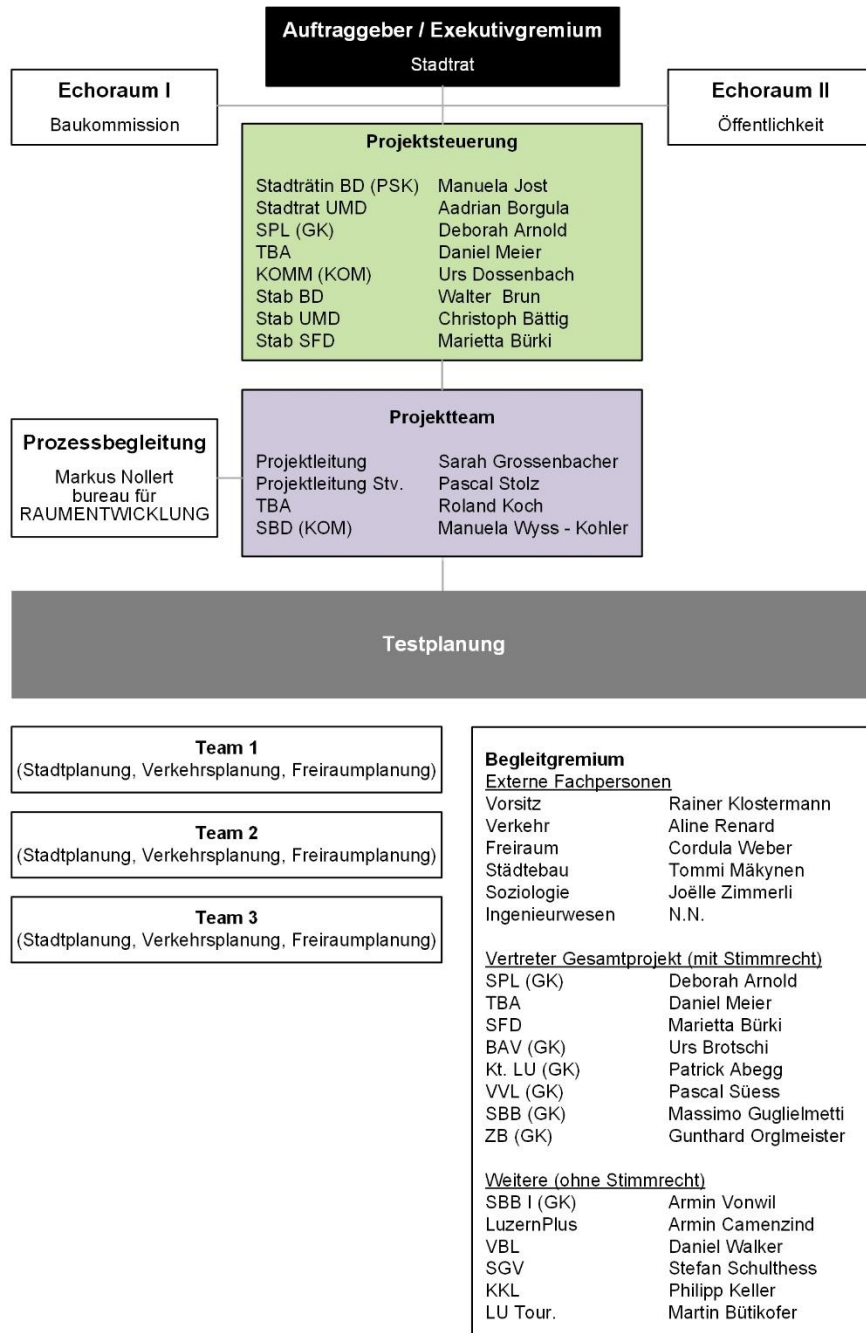 Auftraggeber / Exekutivgremium
Stadtrat
Echoraum I
Baukommission
Echoraum II
Öffentlichkeit
Projektsteuerung
Stadträtin BD (PSK) Manuela Jost
Stadtrat UMD Aadrian Borgula
SPL (GK) Deborah Arnold
TBA Daniel Meier
KOMM (KOM) Urs Dossenbach
Stab BD Walter Brun
Stab UMD Christoph Bättig
Stab SFD Marietta Bürki
Prozessbegleitung
Markus Nollert
bureau für
RAUMENTWICKLUNG
Projektteam
Projektleitung Sarah Grossenbacher
Projektleitung Stv. Pascal Stolz
TBA Roland Koch
SBD (KOM) Manuela Wyss - Kohler
Testplanung
Team 1
(Stadtplanung, Verkehrsplanung, Freiraumplanung)
Team 2
(Stadtplanung, Verkehrsplanung, Freiraumplanung)
Team 3
(Stadtplanung, Verkehrsplanung, Freiraumplanung)
Begleitgremium
Externe Fachpersonen
Vorsitz Rainer Klostermann
Verkehr Aline Renard
Freiraum Cordula Weber
Städtebau Tommi Mäkynen
Soziologie Joëlle Zimmerli
Ingenieurwesen N.N.
Vertreter Gesamtprojekt (mit Stimmrecht)
SPL (GK) Deborah Arnold
TBA Daniel Meier
SFD Marietta Bürki
BAV (GK) Urs Brotschi
Kt. LU (GK) Patrick Abegg
VVL (GK) Pascal Süess
SBB (GK) Massimo Guglielmetti
ZB (GK) Gunthard Orglmeister
Weitere (ohne Stimmrecht)
SBB I (GK) Armin Vonwil
LuzernPlus Armin Camenzind
VBL Daniel Walker
SGV Stefan Schulthess
KKL Philipp Keller
LU Tour. Martin Bütikofer